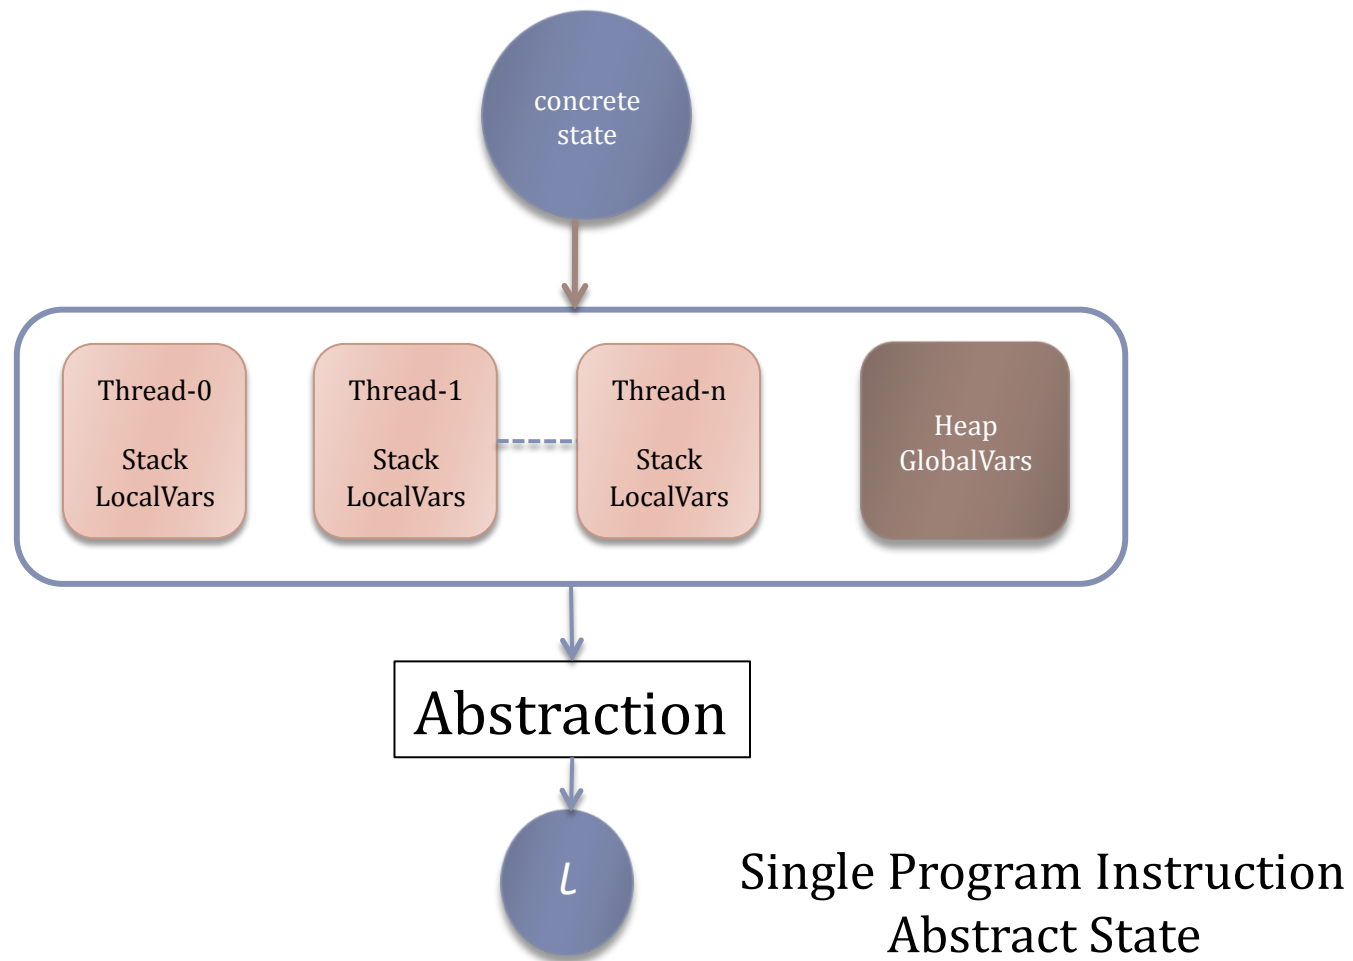 concrete
state
Thread-0
Stack
LocalVars
Thread-1
Stack
LocalVars
Thread-n
Stack
LocalVars
Heap
GlobalVars
Abstraction
l
Single Program Instruction
Abstract State